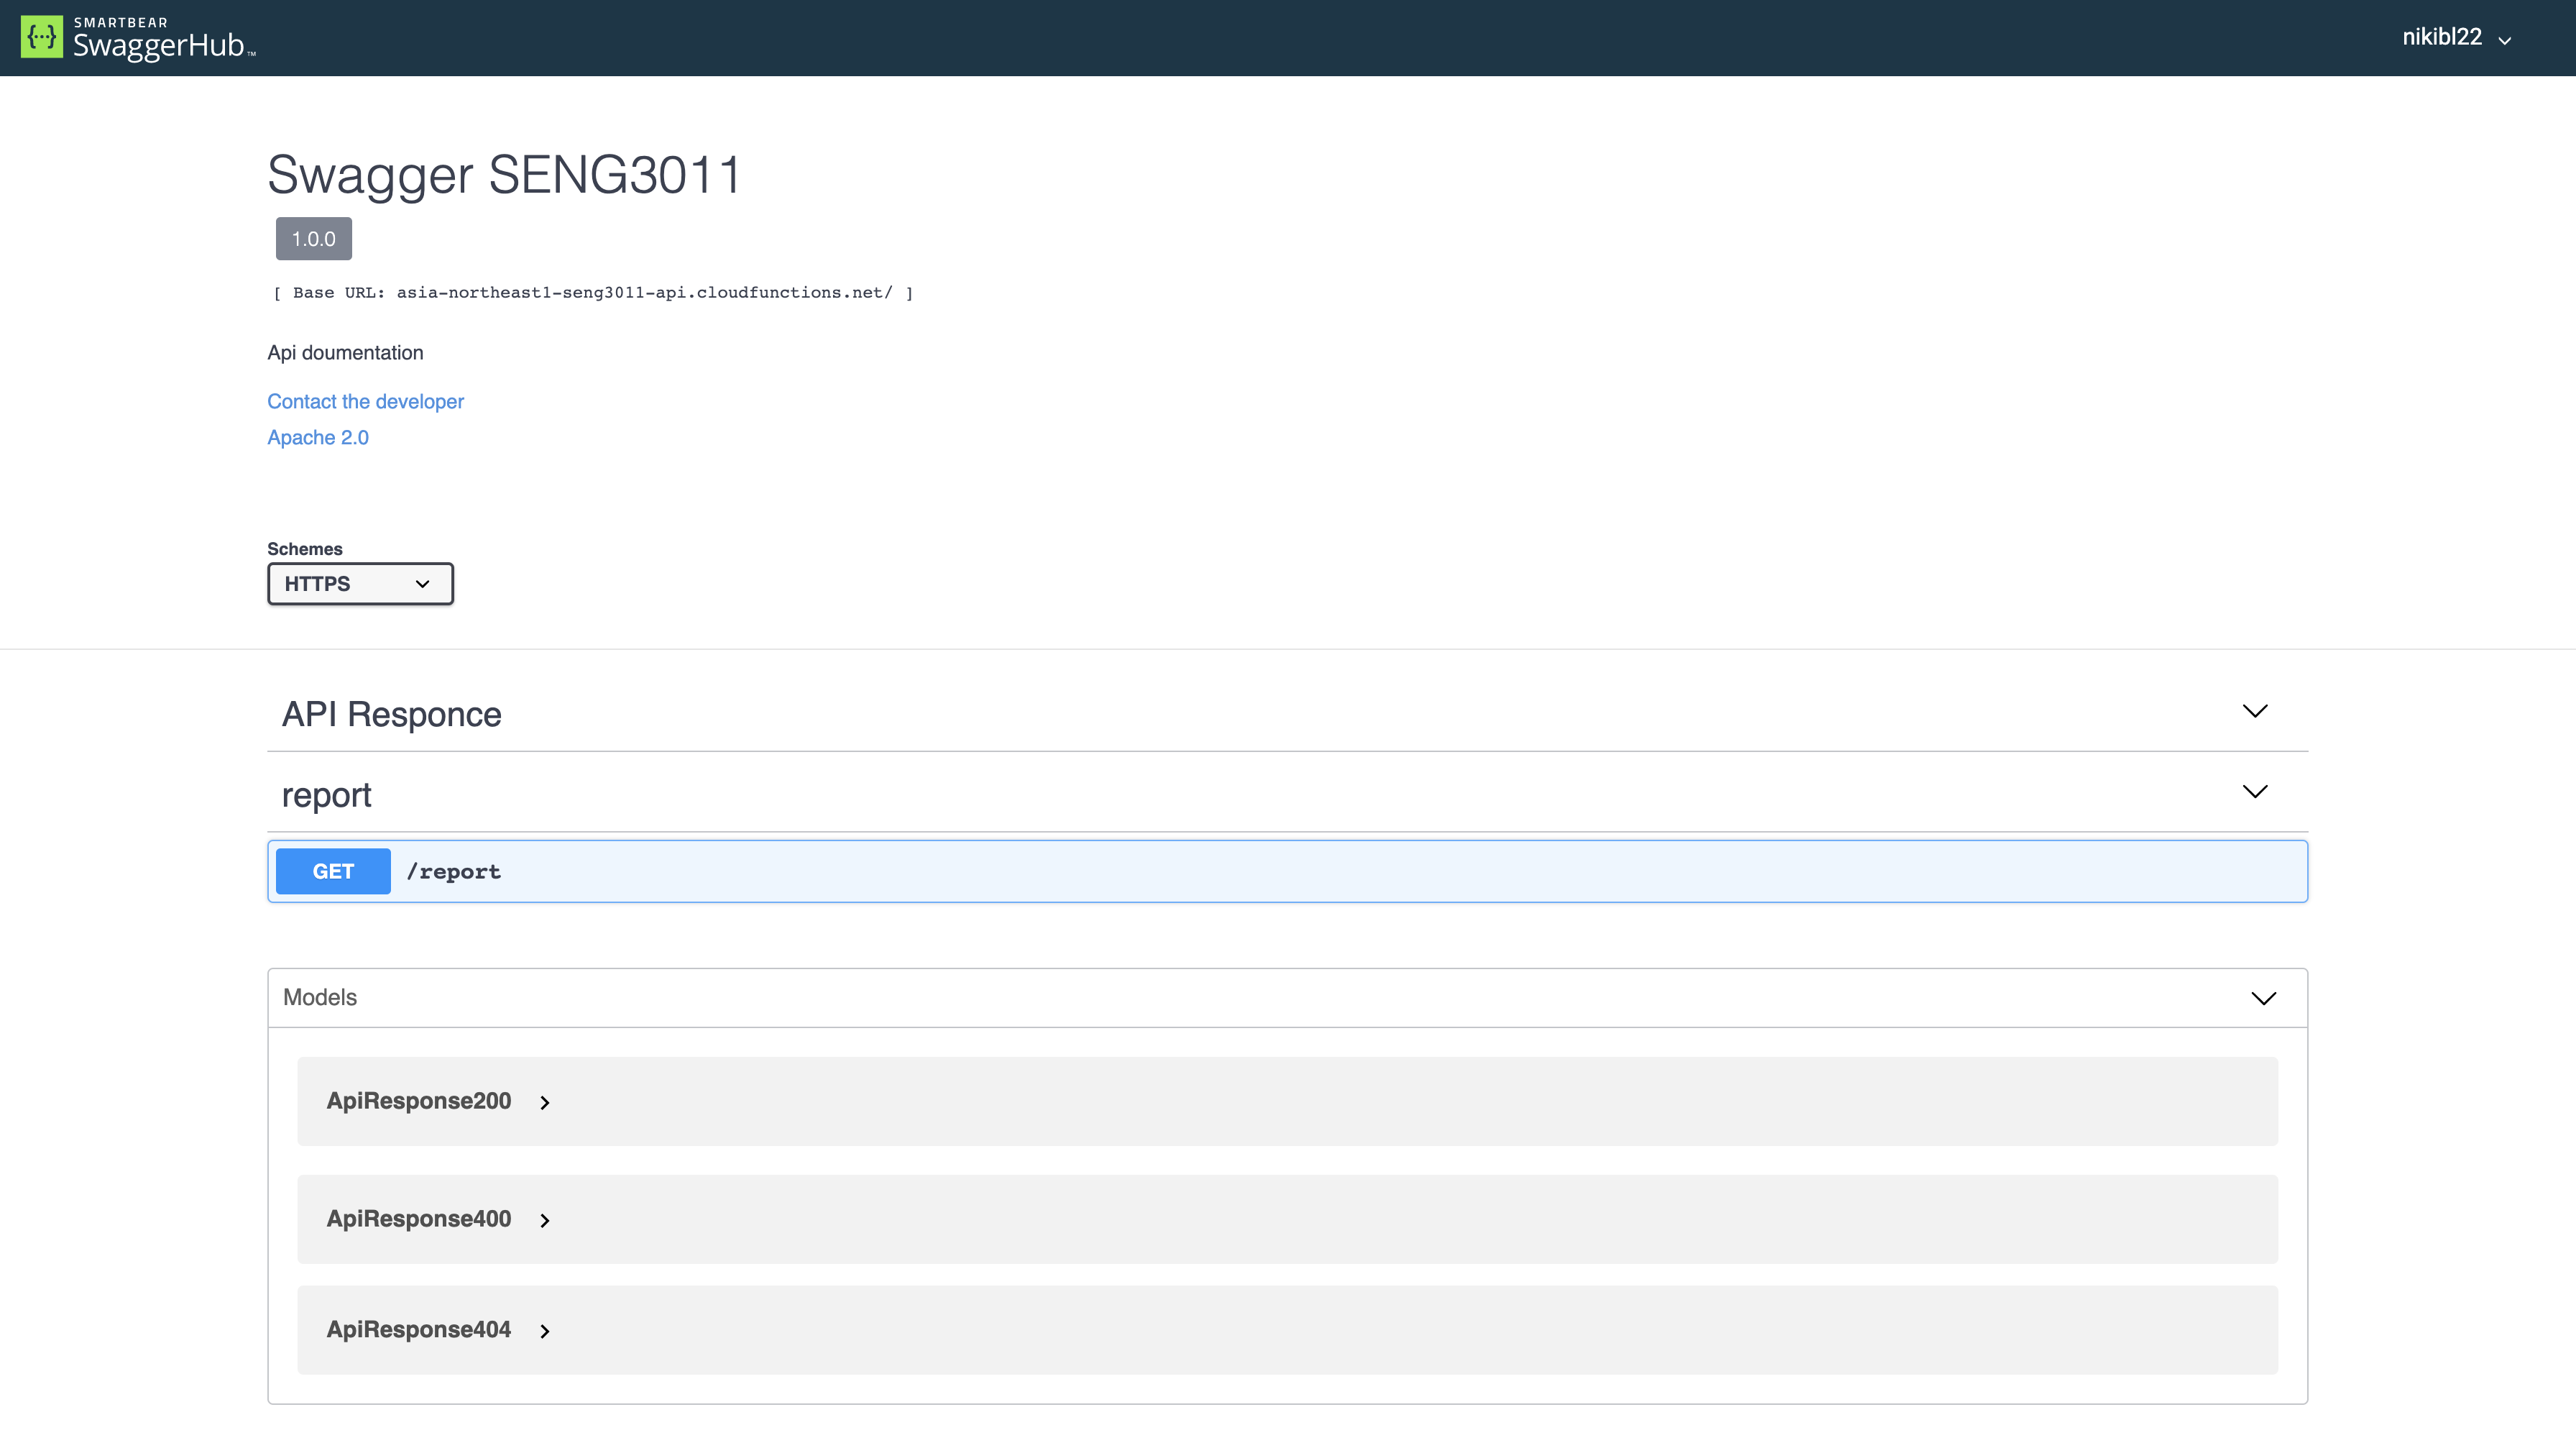 SMARTBEAR
SwaggerHub™
nikibl22
Swagger SENG3011
1.0.0
[ Base URL: asia-northeast1-seng3011-api.cloudfunctions.net/ ]
Api doumentation
Contact the developer
Apache 2.0
Schemes
HTTPS
API Responce
report
GET /report
Models
ApiResponse200
ApiResponse400
ApiResponse404